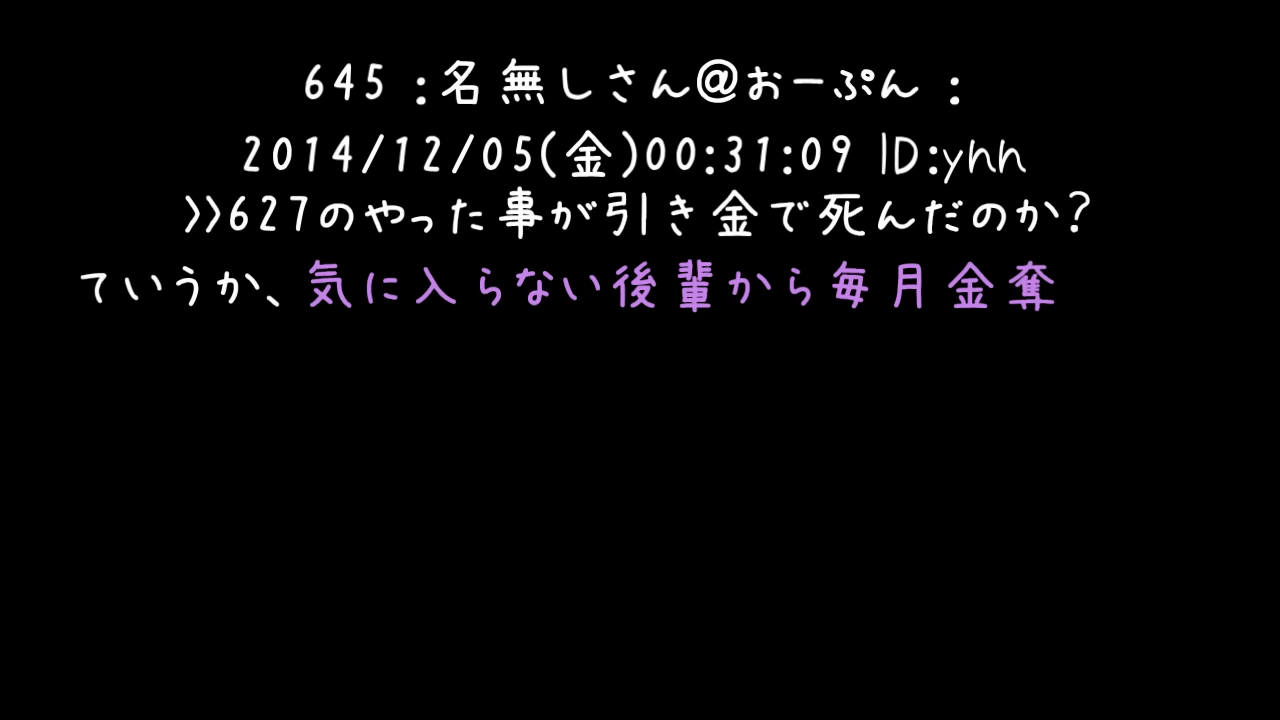 645 :名無しさん@おーぷん :
2014/12/05(金)00:31:09 ID:ynn
>>627のやった事が引き金で死んだのか?
ていうか、気に入らない後輩から毎月金奪